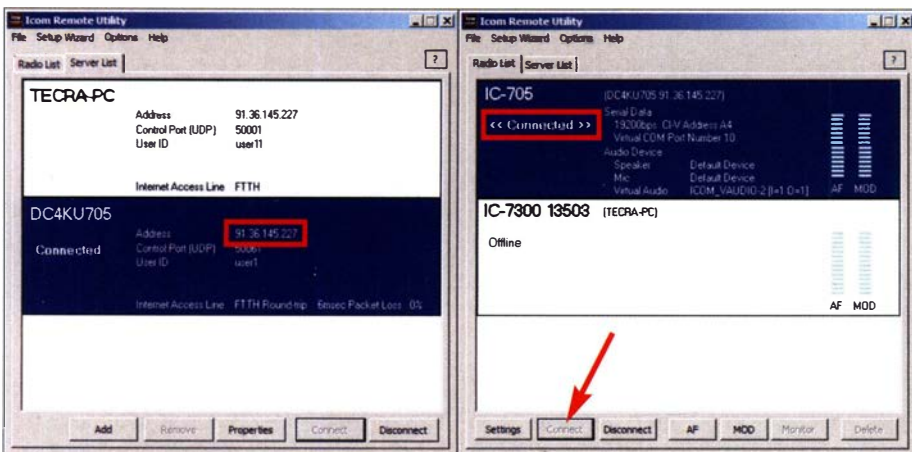 Icom Remote Utility
File Setup Wizard Options Help
Radio List Server List ?
TECRA-PC
Address 91.36.145.227
Control Port (UDP) 50001
User ID user11
Internet Access Line FTTH
DC4KU705
Connected
Address 91.36.145.227
Control Port (UDP) 50061
User ID user1
Internet Access Line FTTH Round trip 6msec Packet Loss 0%
Add Remove Properties Connect Disconnect
Icom Remote Utility
File Setup Wizard Options Help
Radio List Server List ?
IC-705 (DC4KU705 91.36.145.227)
<< Connected >>
Serial Data
19200bps CI-V Address A4
Virtual COM Port Number 10
Audio Device
Speaker Default Device
Mic Default Device
Virtual Audio ICOM_VAUDIO-2 [I=1 O=1]
AF MOD
IC-7300 13503 (TECRA-PC)
Offline
AF MOD
Settings Connect Disconnect AF MOD Monitor Delete